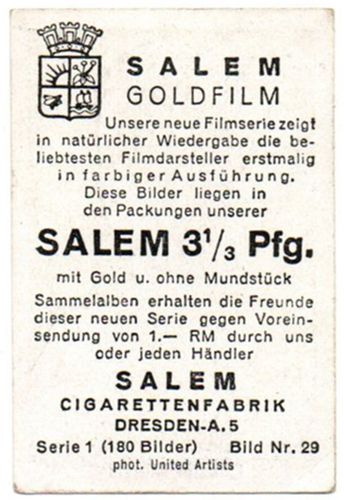 SALEM
GOLDFILM
Unsere neue Filmserie zeigt
in natürlicher Wiedergabe die be-
liebtesten Filmdarsteller erstmalig
in farbiger Ausführung.
Diese Bilder liegen in
den Packungen unserer
SALEM 3¹/₃ Pfg.
mit Gold u. ohne Mundstück
Sammelalben erhalten die Freunde
dieser neuen Serie gegen Vorein-
sendung von 1.— RM durch uns
oder jeden Händler
SALEM
CIGARETTENFABRIK
DRESDEN-A. 5
Serie 1 (180 Bilder) Bild Nr. 29
phot. United Artists